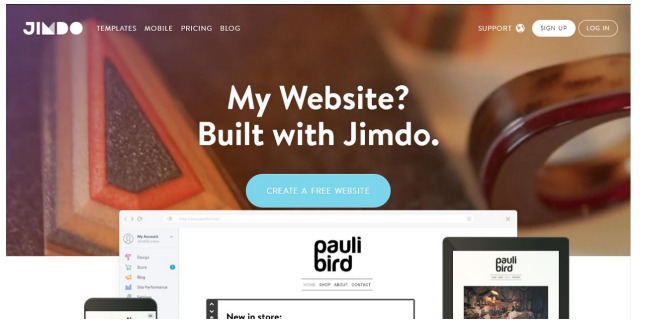 JIMDO
TEMPLATES MOBILE PRICING BLOG
SUPPORT
SIGN UP
LOG IN
My Website?
Built with Jimdo.
CREATE A FREE WEBSITE
My Account
Design
Store
Blog
Site Performance
pauli
bird
HOME SHOP ABOUT CONTACT
New in store:
pauli
bird